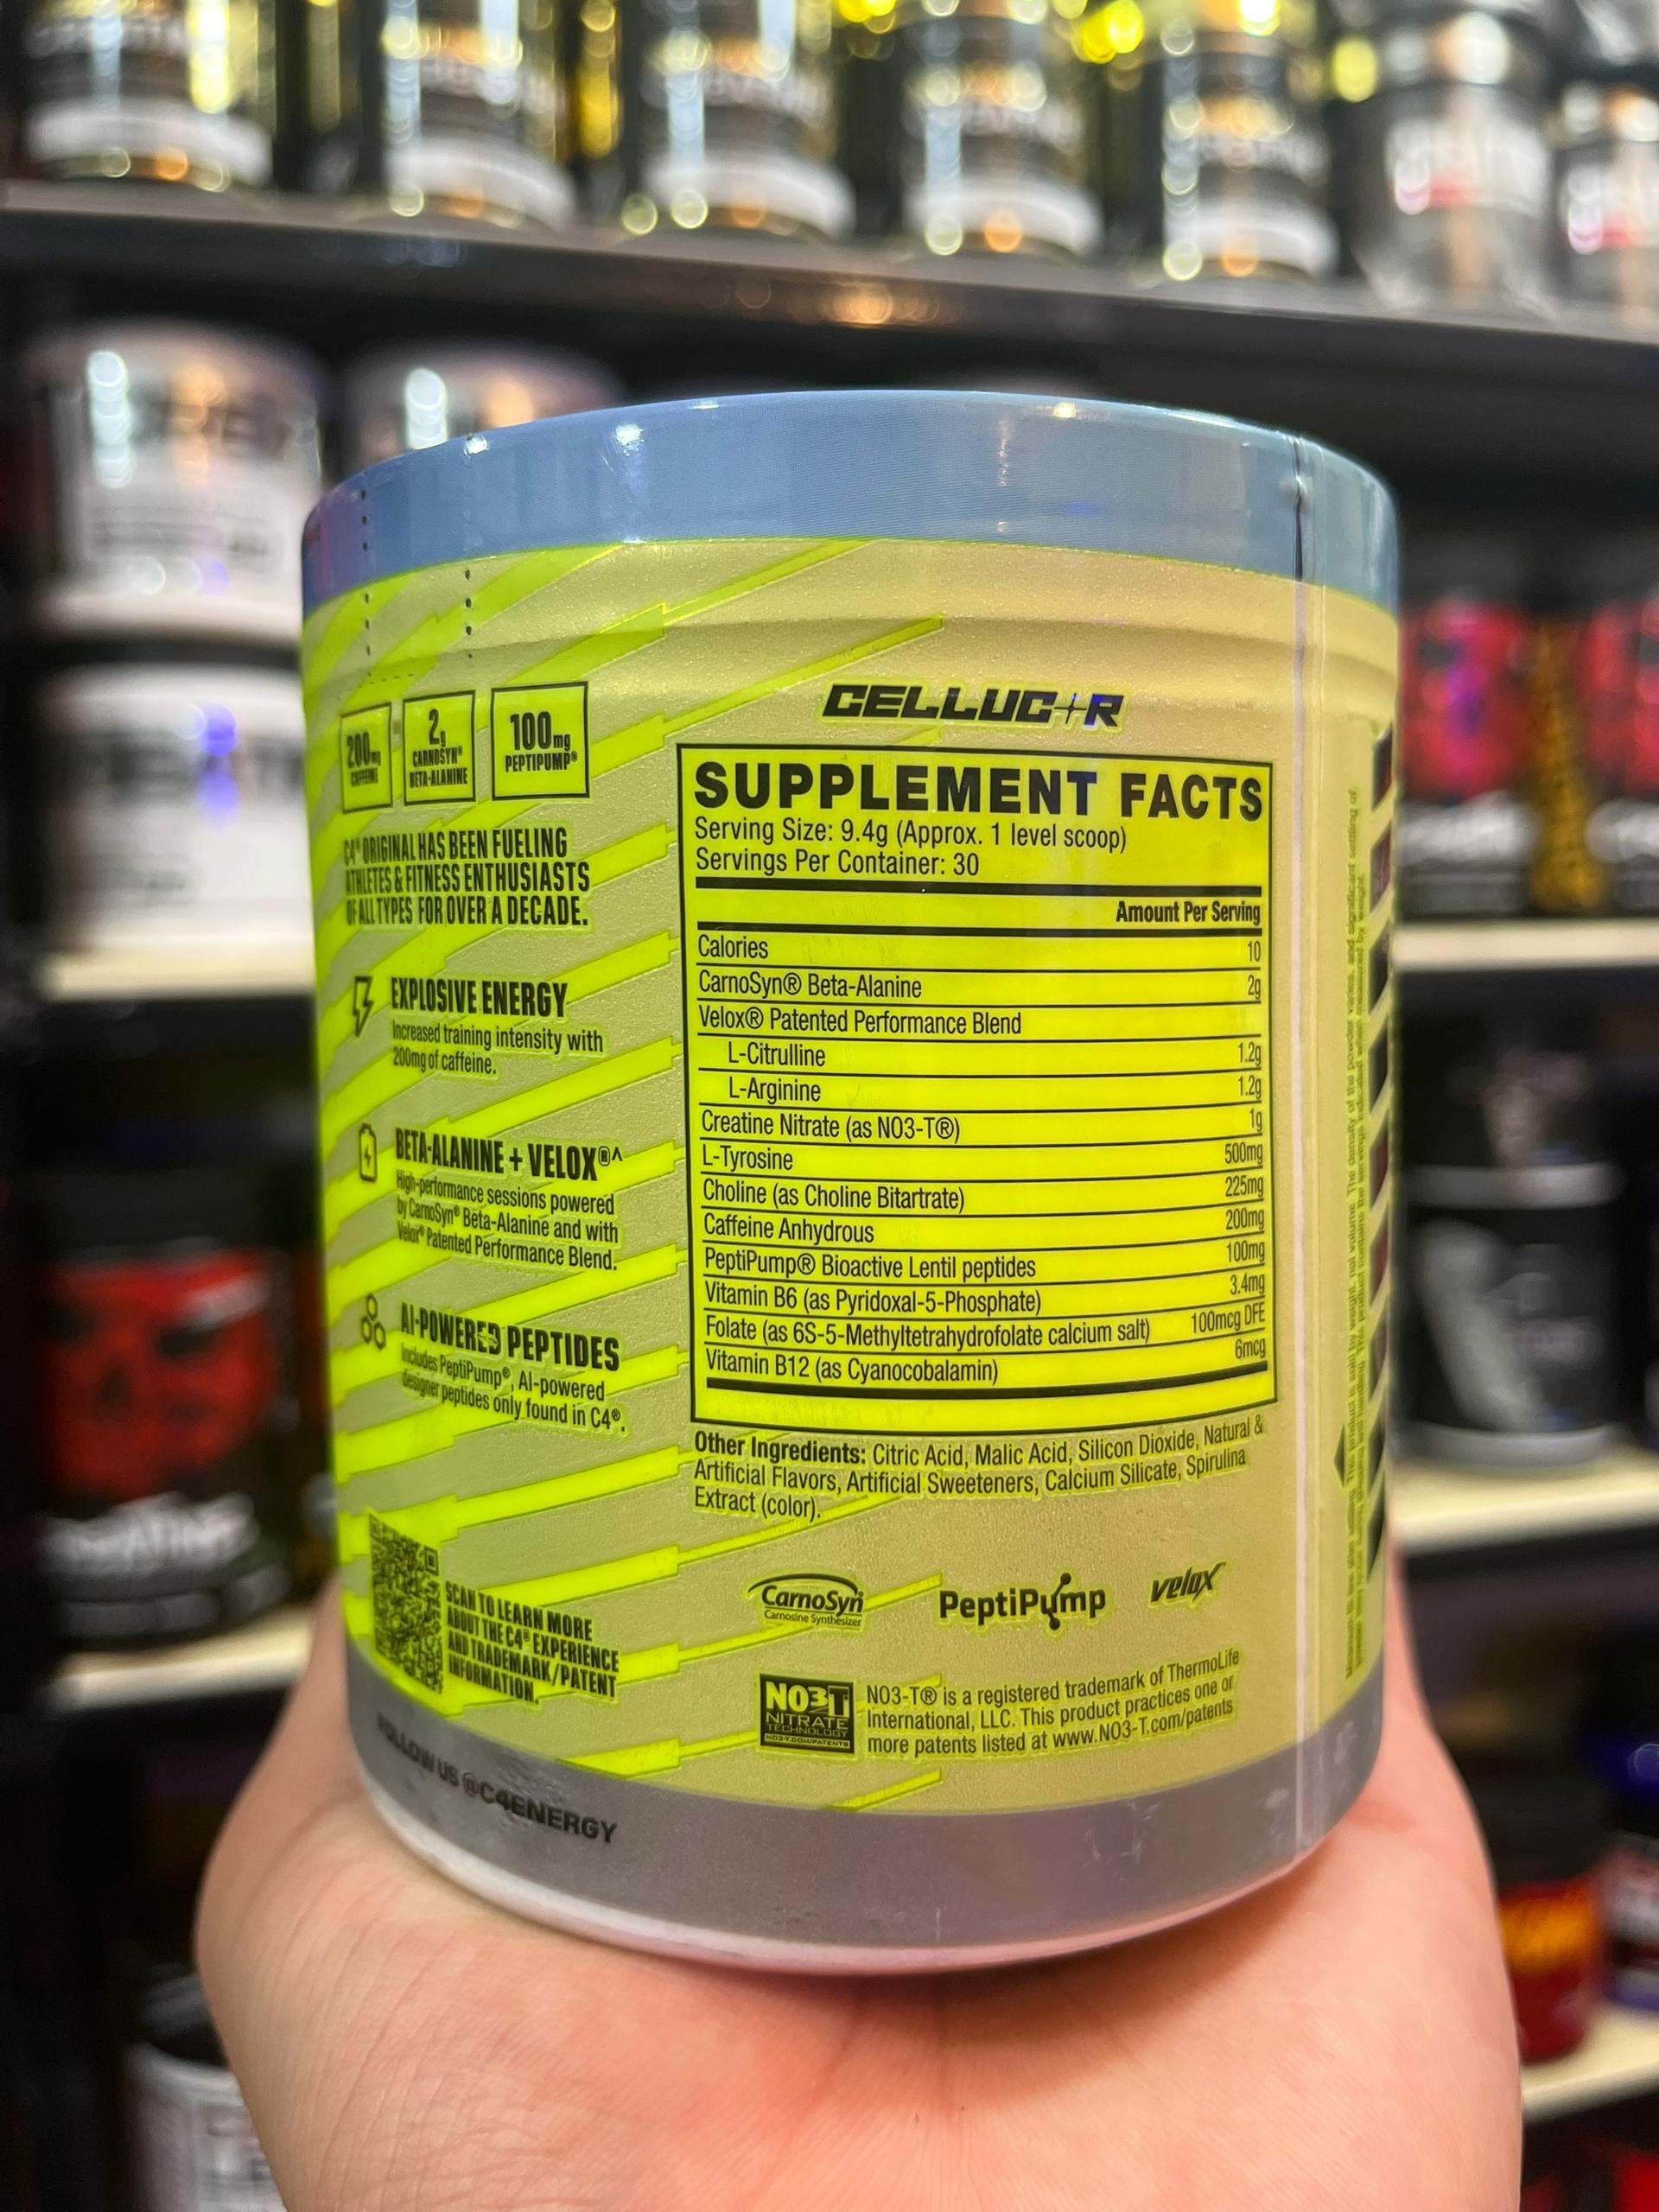 200mg
CAFFEINE
2g
CARNOSYN®
BETA-ALANINE
100mg
PEPTIPUMP®
C4® ORIGINAL HAS BEEN FUELING
ATHLETES & FITNESS ENTHUSIASTS
OF ALL TYPES FOR OVER A DECADE.
EXPLOSIVE ENERGY
Increased training intensity with
200mg of caffeine.
BETA-ALANINE + VELOX®^
High-performance sessions powered
by CarnoSyn® Beta-Alanine and with
Velox® Patented Performance Blend.
AI-POWERED PEPTIDES
Includes PeptiPump®, AI-powered
designer peptides only found in C4®.
SCAN TO LEARN MORE
ABOUT THE C4® EXPERIENCE
AND TRADEMARK/PATENT
INFORMATION.
FOLLOW US @C4ENERGY
CELLUCOR
SUPPLEMENT FACTS
Serving Size: 9.4g (Approx. 1 level scoop)
Servings Per Container: 30
Amount Per Serving
Calories 10
CarnoSyn® Beta-Alanine 2g
Velox® Patented Performance Blend
L-Citrulline 1.2g
L-Arginine 1.2g
Creatine Nitrate (as NO3-T®) 1g
L-Tyrosine 500mg
Choline (as Choline Bitartrate) 225mg
Caffeine Anhydrous 200mg
PeptiPump® Bioactive Lentil peptides 100mg
Vitamin B6 (as Pyridoxal-5-Phosphate) 3.4mg
Folate (as 6S-5-Methyltetrahydrofolate calcium salt) 100mcg DFE
Vitamin B12 (as Cyanocobalamin) 6mcg
Other Ingredients: Citric Acid, Malic Acid, Silicon Dioxide, Natural &
Artificial Flavors, Artificial Sweeteners, Calcium Silicate, Spirulina
Extract (color).
CarnoSyn
Carnosine Synthesizer
PeptiPump
velox
NO3T
NITRATE
TECHNOLOGY
NO3-T.COM/PATENTS
NO3-T® is a registered trademark of ThermoLife
International, LLC. This product practices one or
more patents listed at www.NO3-T.com/patents